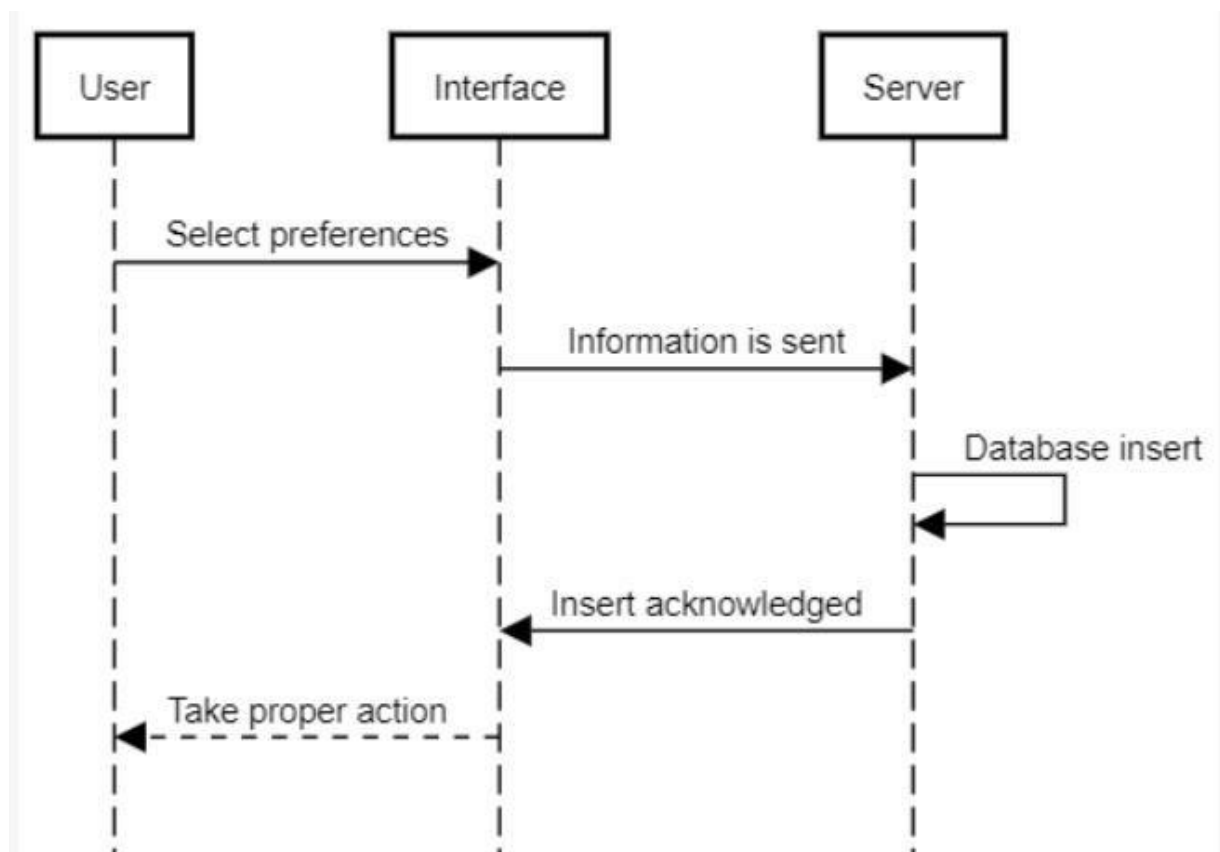 User
Interface
Server
Select preferences
Information is sent
Database insert
Insert acknowledged
Take proper action